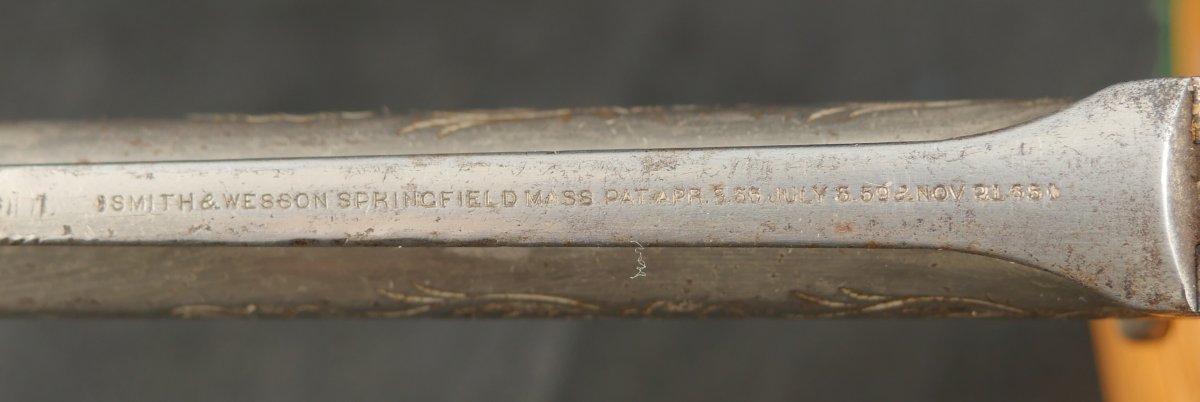 SMITH & WESSON SPRINGFIELD MASS PAT. APR. 3.55 JULY 5.59 & NOV 21.65